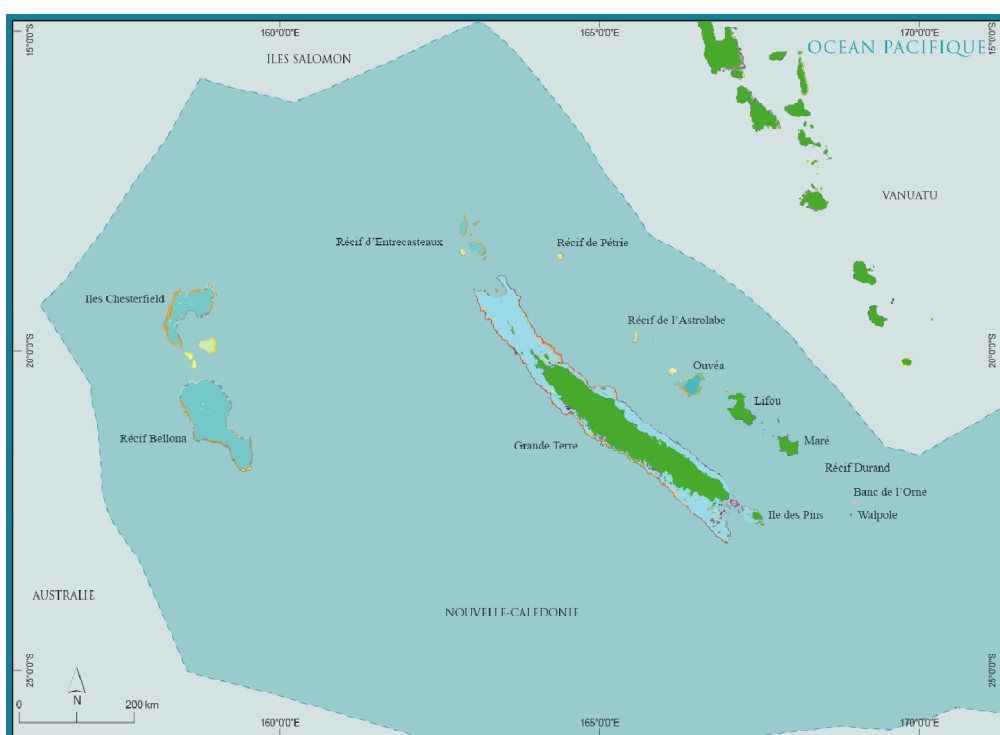 160°0'0"E
165°0'0"E
170°0'0"E
15°0'0"S
15°0'0"S
OCEAN PACIFIQUE
ILES SALOMON
VANUATU
Récif d'Entrecasteaux
Récif de Pétrie
Iles Chesterfield
Récif de l'Astrolabe
20°0'0"S
20°0'0"S
Ouvéa
Lifou
Récif Bellona
Grande Terre
Maré
Récif Durand
Banc de l'Orne
Ile des Pins
Walpole
AUSTRALIE
NOUVELLE-CALEDONIE
25°0'0"S
25°0'0"S
N
0
200 km
160°0'0"E
165°0'0"E
170°0'0"E